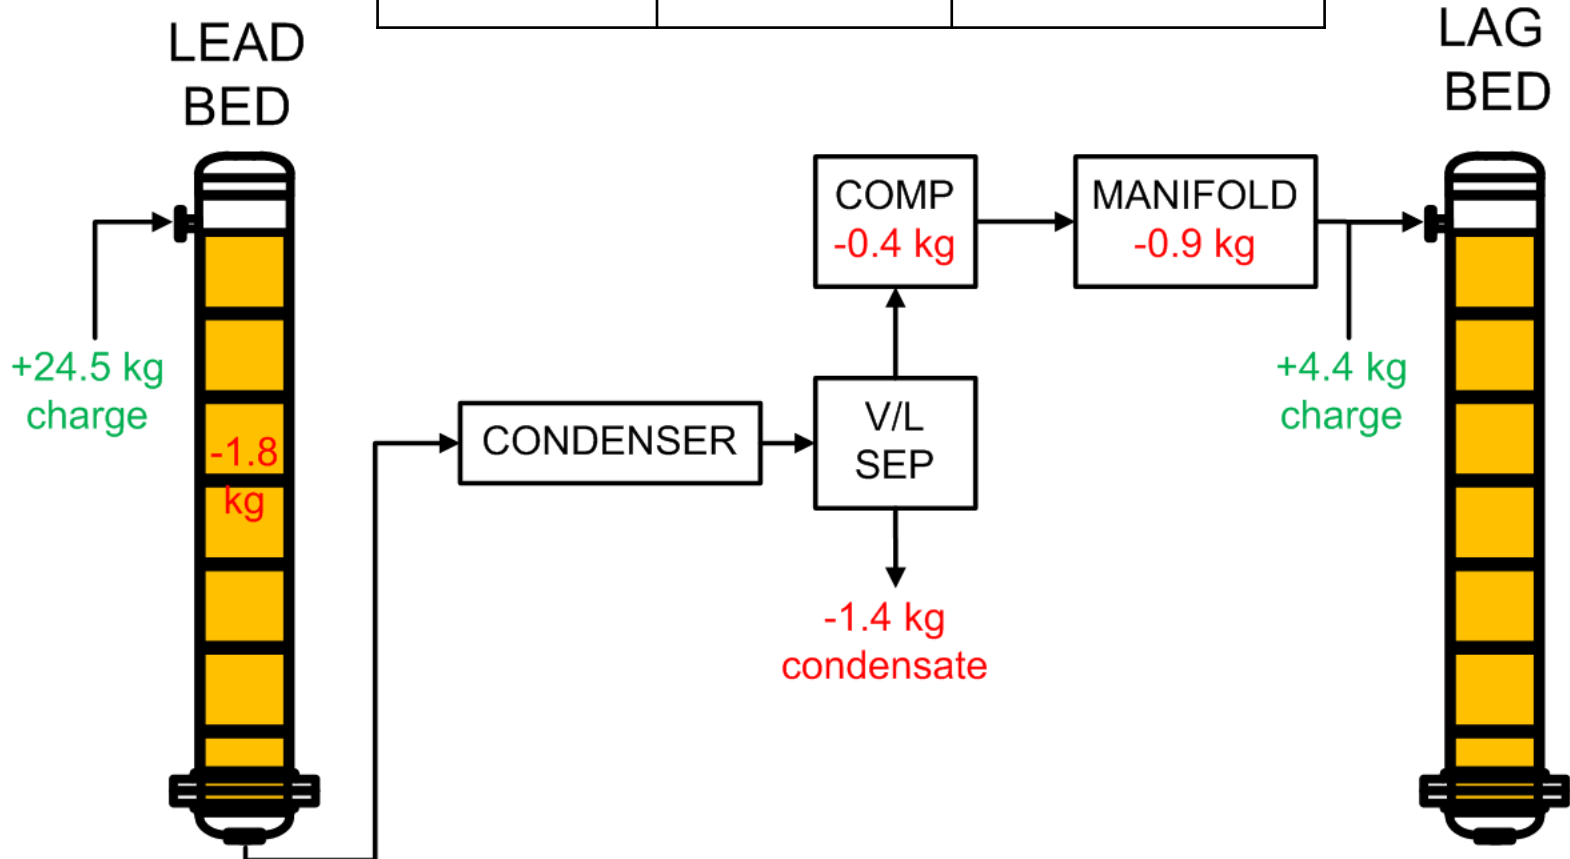 LEAD
BED
LAG
BED
COMP
-0.4 kg
MANIFOLD
-0.9 kg
+24.5 kg
charge
+4.4 kg
charge
-1.8
kg
CONDENSER
V/L
SEP
-1.4 kg
condensate